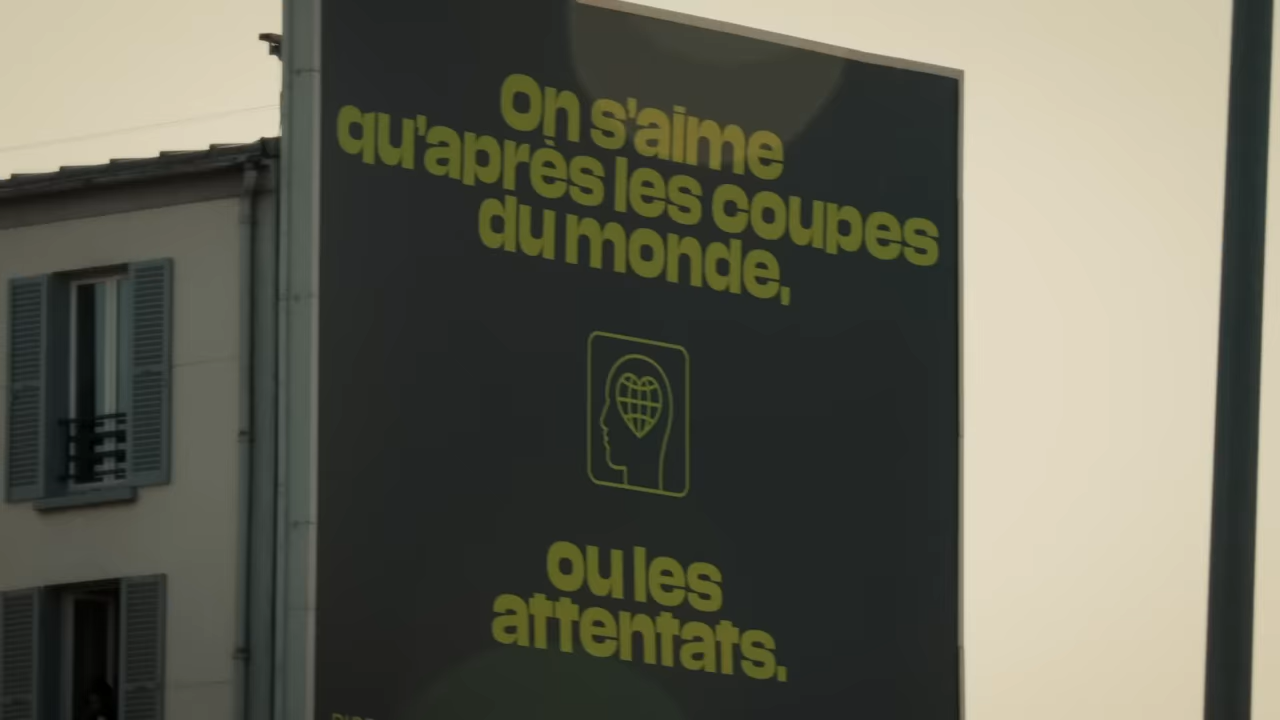 On s'aime
qu'après les coupes
du monde,
ou les
attentats.